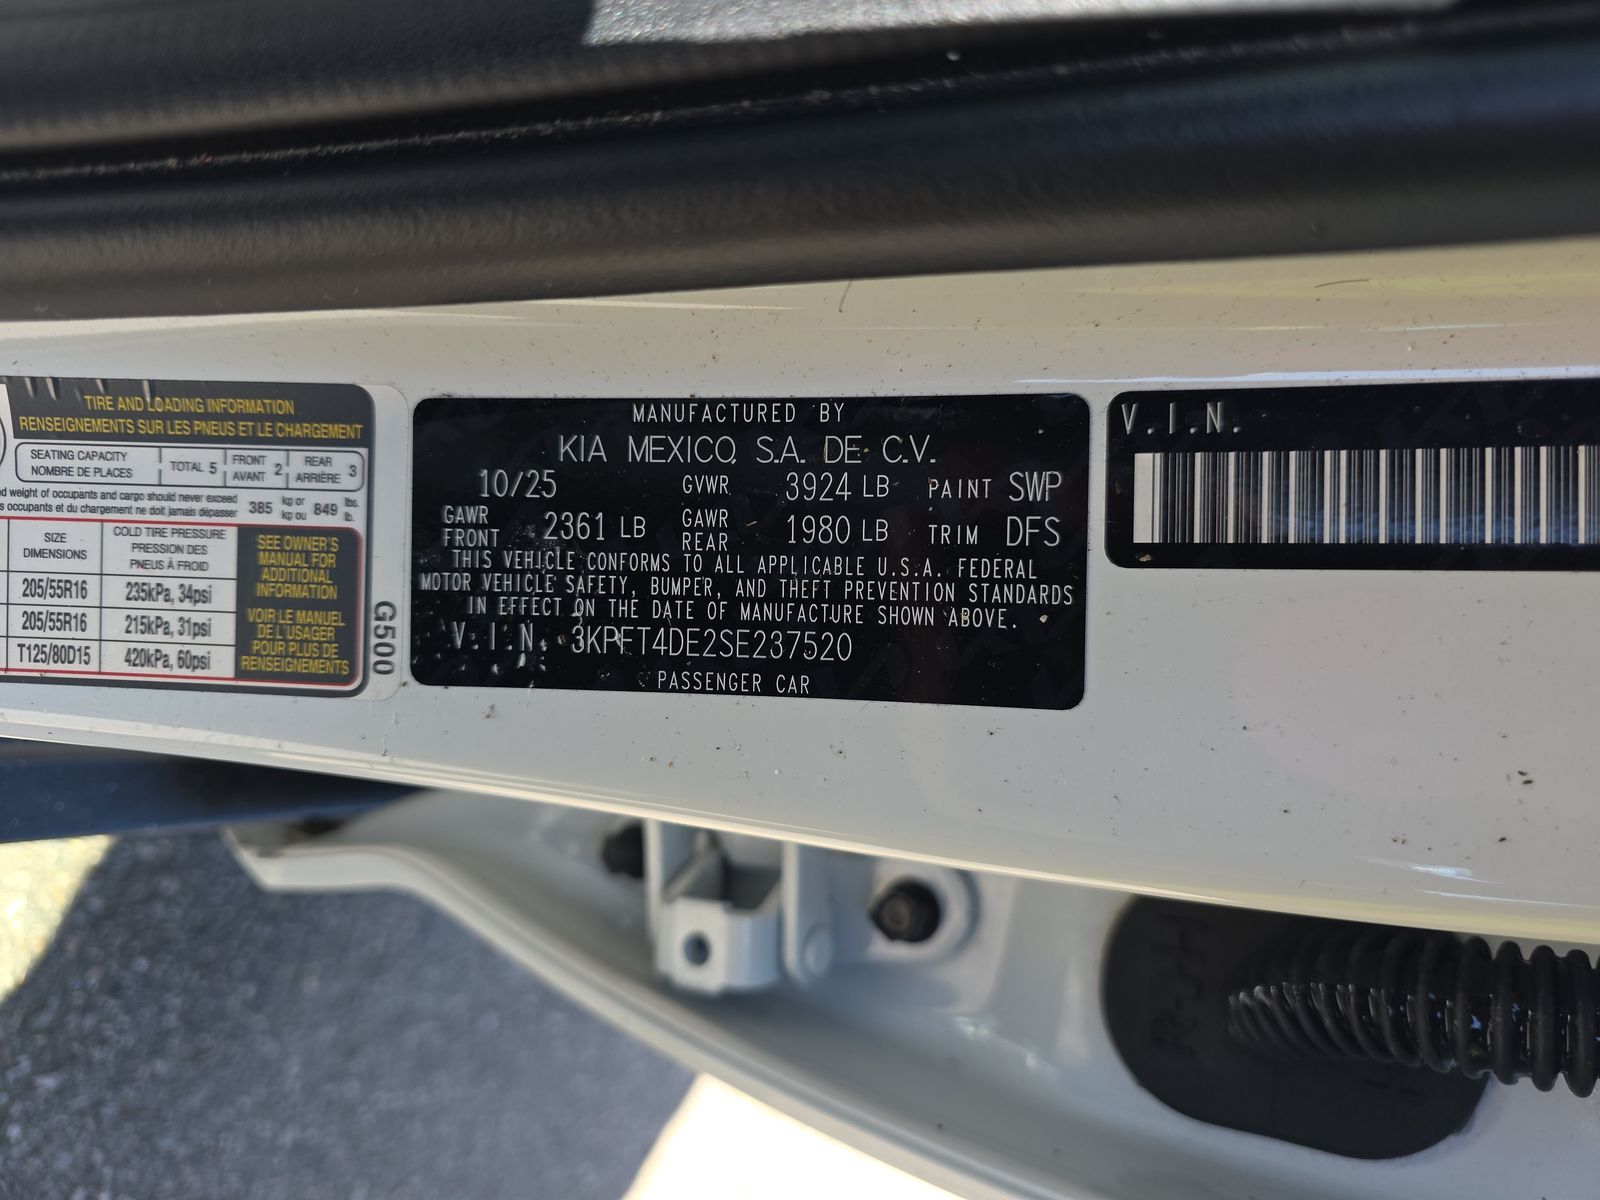 TIRE AND LOADING INFORMATION
RENSEIGNEMENTS SUR LES PNEUS ET LE CHARGEMENT
SEATING CAPACITY
NOMBRE DE PLACES
TOTAL 5
FRONT
AVANT 2
REAR
ARRIÈRE 3
weight of occupants and cargo should never exceed
occupants et du chargement ne doit jamais dépasser
385 kg or
kg ou 849 lbs.
lb.
SIZE
DIMENSIONS
COLD TIRE PRESSURE
PRESSION DES
PNEUS À FROID
205/55R16 235kPa, 34psi
205/55R16 215kPa, 31psi
T125/80D15 420kPa, 60psi
SEE OWNER'S
MANUAL FOR
ADDITIONAL
INFORMATION
VOIR LE MANUEL
DE L'USAGER
POUR PLUS DE
RENSEIGNEMENTS
G500
MANUFACTURED BY
KIA MEXICO, S.A. DE C.V.
10/25 GVWR 3924 LB PAINT SWP
GAWR FRONT 2361 LB GAWR REAR 1980 LB TRIM DFS
THIS VEHICLE CONFORMS TO ALL APPLICABLE U.S.A. FEDERAL
MOTOR VEHICLE SAFETY, BUMPER, AND THEFT PREVENTION STANDARDS
IN EFFECT ON THE DATE OF MANUFACTURE SHOWN ABOVE.
V.I.N. 3KPFT4DE2SE237520
PASSENGER CAR
V.I.N.
R-JH